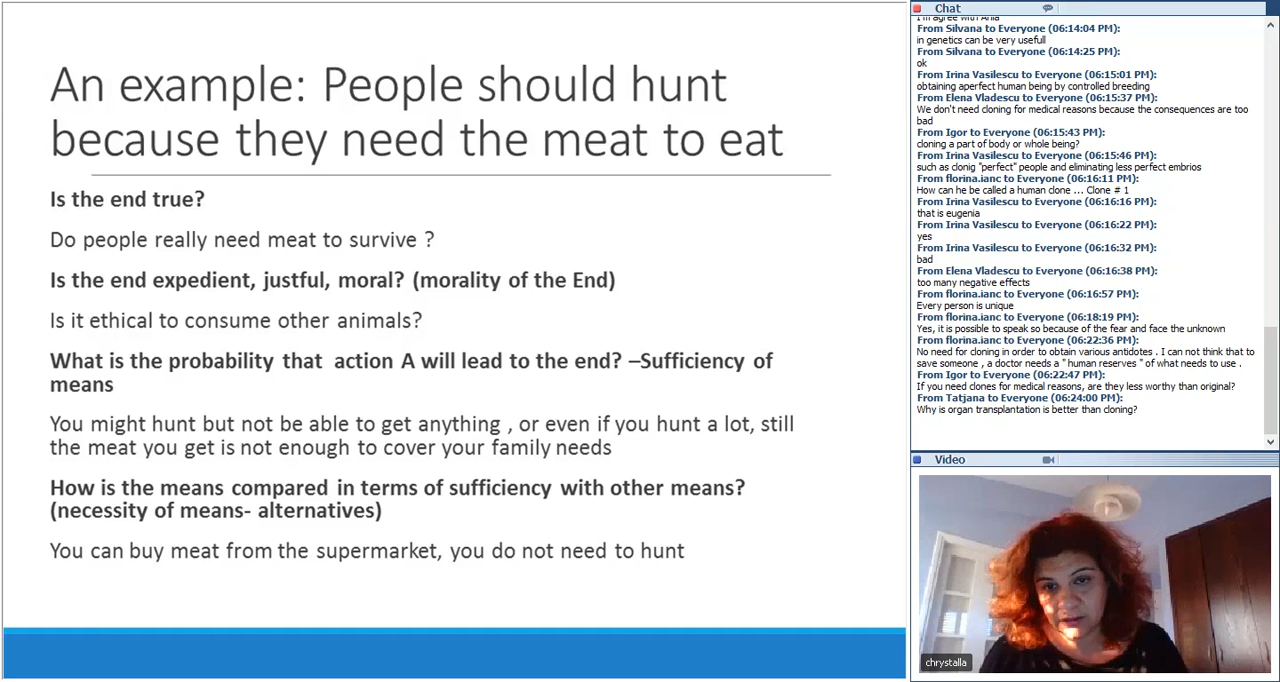 An example: People should hunt
because they need the meat to eat
Is the end true?
Do people really need meat to survive ?
Is the end expedient, justful, moral? (morality of the End)
Is it ethical to consume other animals?
What is the probability that action A will lead to the end? –Sufficiency of
means
You might hunt but not be able to get anything , or even if you hunt a lot, still
the meat you get is not enough to cover your family needs
How is the means compared in terms of sufficiency with other means?
(necessity of means- alternatives)
You can buy meat from the supermarket, you do not need to hunt
Chat
I'm agree with Ania
From Silvana to Everyone (06:14:04 PM):
in genetics can be very usefull
From Silvana to Everyone (06:14:25 PM):
ok
From Irina Vasilescu to Everyone (06:15:01 PM):
obtaining aperfect human being by controlled breeding
From Elena Vladescu to Everyone (06:15:37 PM):
We don't need cloning for medical reasons because the consequences are too
bad
From Igor to Everyone (06:15:43 PM):
cloning a part of body or whole being?
From Irina Vasilescu to Everyone (06:15:46 PM):
such as clonig "perfect" people and eliminating less perfect embrios
From florina.ianc to Everyone (06:16:11 PM):
How can he be called a human clone ... Clone # 1
From Irina Vasilescu to Everyone (06:16:16 PM):
that is eugenia
From Irina Vasilescu to Everyone (06:16:22 PM):
yes
From Irina Vasilescu to Everyone (06:16:32 PM):
bad
From Elena Vladescu to Everyone (06:16:38 PM):
too many negative effects
From florina.ianc to Everyone (06:16:57 PM):
Every person is unique
From florina.ianc to Everyone (06:18:19 PM):
Yes, it is possible to speak so because of the fear and face the unknown
From florina.ianc to Everyone (06:22:36 PM):
No need for cloning in order to obtain various antidotes . I can not think that to
save someone , a doctor needs a " human reserves " of what needs to use .
From Igor to Everyone (06:22:47 PM):
If you need clones for medical reasons, are they less worthy than original?
From Tatjana to Everyone (06:24:00 PM):
Why is organ transplantation is better than cloning?
Video
chrystalla